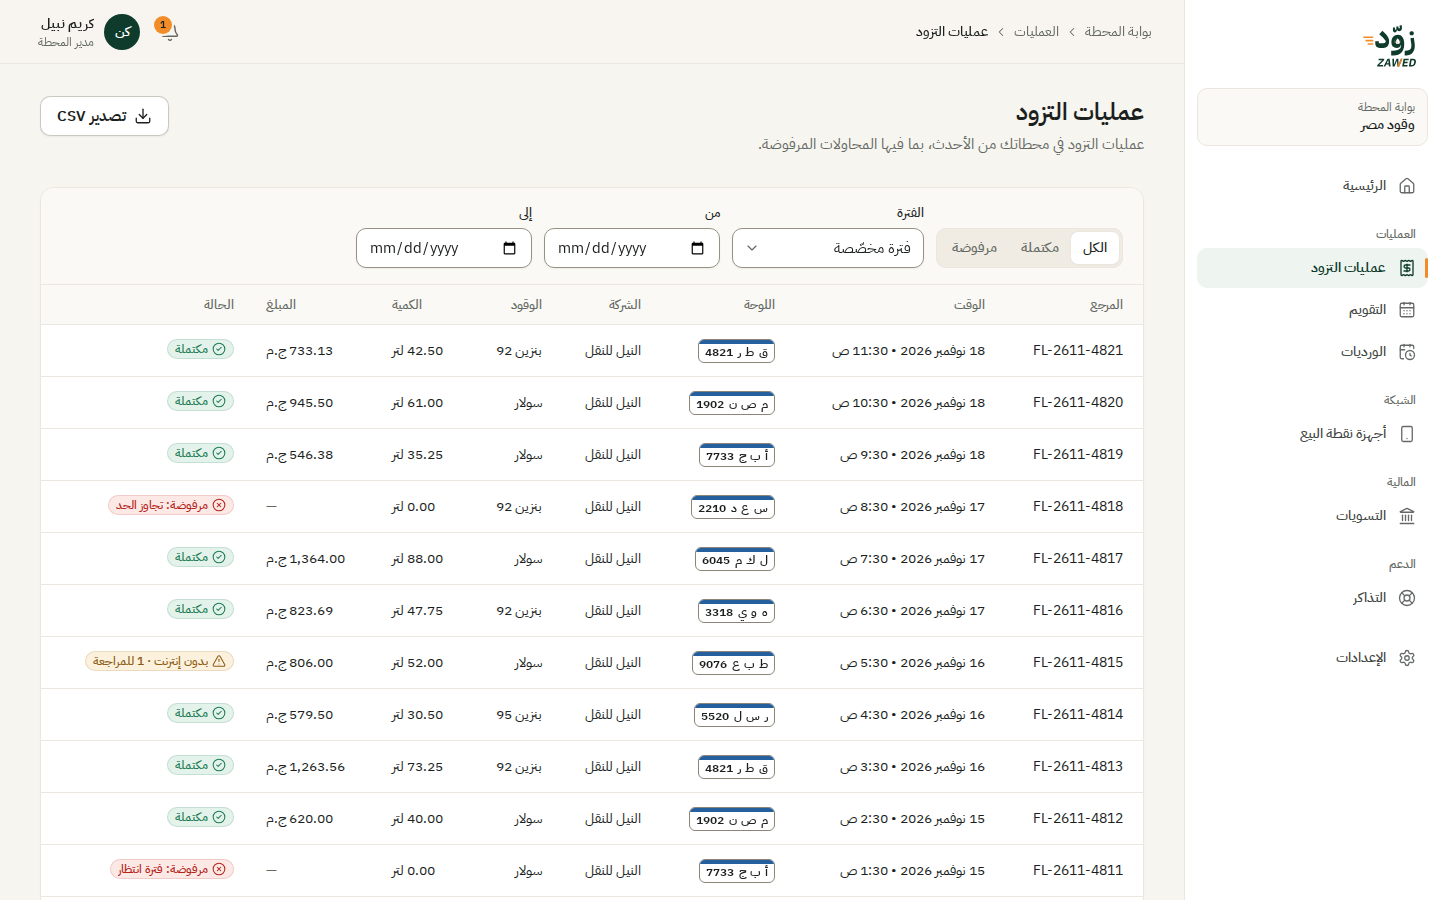 زوّد
ZAWED
بوابة المحطة
وقود مصر
الرئيسية
العمليات
عمليات التزود
التقويم
الورديات
الشبكة
أجهزة نقطة البيع
المالية
التسويات
الدعم
التذاكر
الإعدادات
بوابة المحطة العمليات عمليات التزود
1
كن
كريم نبيل
مدير المحطة
عمليات التزود
عمليات التزود في محطاتك من الأحدث، بما فيها المحاولات المرفوضة.
تصدير CSV
الفترة من إلى
الكل مكتملة مرفوضة فترة مخصّصة mm/dd/yyyy mm/dd/yyyy
المرجع الوقت اللوحة الشركة الوقود الكمية المبلغ الحالة
FL-2611-4821 18 نوفمبر 2026 • 11:30 ص ق ط ر 4821 النيل للنقل بنزين 92 42.50 لتر 733.13 ج.م مكتملة
FL-2611-4820 18 نوفمبر 2026 • 10:30 ص م ص ن 1902 النيل للنقل سولار 61.00 لتر 945.50 ج.م مكتملة
FL-2611-4819 18 نوفمبر 2026 • 9:30 ص أ ب ج 7733 النيل للنقل سولار 35.25 لتر 546.38 ج.م مكتملة
FL-2611-4818 17 نوفمبر 2026 • 8:30 ص س ع د 2210 النيل للنقل بنزين 92 0.00 لتر — مرفوضة: تجاوز الحد
FL-2611-4817 17 نوفمبر 2026 • 7:30 ص ل ك م 6045 النيل للنقل سولار 88.00 لتر 1,364.00 ج.م مكتملة
FL-2611-4816 17 نوفمبر 2026 • 6:30 ص ه و ي 3318 النيل للنقل بنزين 92 47.75 لتر 823.69 ج.م مكتملة
FL-2611-4815 16 نوفمبر 2026 • 5:30 ص ط ب ع 9076 النيل للنقل سولار 52.00 لتر 806.00 ج.م بدون إنترنت · 1 للمراجعة
FL-2611-4814 16 نوفمبر 2026 • 4:30 ص ر س ل 5520 النيل للنقل بنزين 95 30.50 لتر 579.50 ج.م مكتملة
FL-2611-4813 16 نوفمبر 2026 • 3:30 ص ق ط ر 4821 النيل للنقل بنزين 92 73.25 لتر 1,263.56 ج.م مكتملة
FL-2611-4812 15 نوفمبر 2026 • 2:30 ص م ص ن 1902 النيل للنقل سولار 40.00 لتر 620.00 ج.م مكتملة
FL-2611-4811 15 نوفمبر 2026 • 1:30 ص أ ب ج 7733 النيل للنقل سولار 0.00 لتر — مرفوضة: فترة انتظار